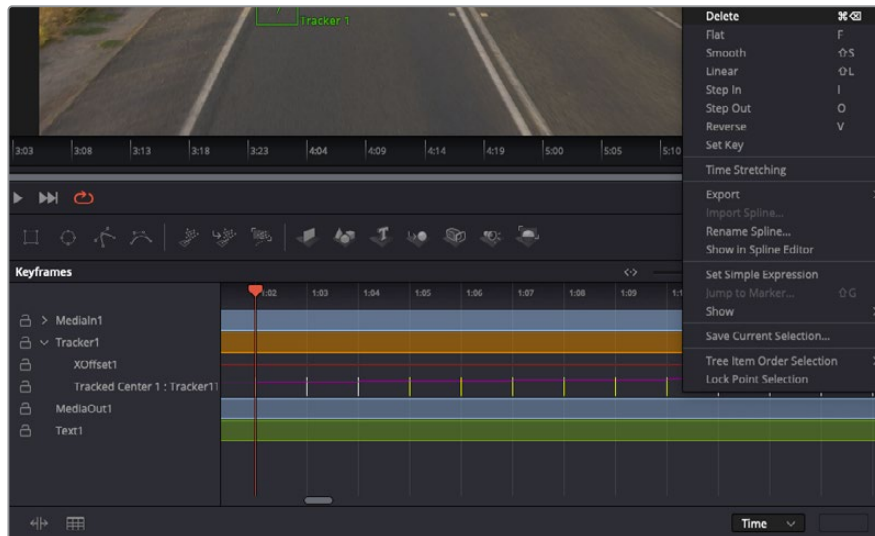 Tracker 1
Delete ⌘⌫
Flat F
Smooth ⇧S
Linear ⇧L
Step In I
Step Out O
Reverse V
Set Key
Time Stretching
Export
Import Spline...
Rename Spline...
Show in Spline Editor
Set Simple Expression
Jump to Marker... ⇧G
Show
Save Current Selection...
Tree Item Order Selection
Lock Point Selection
3:03 3:08 3:13 3:18 3:23 4:04 4:09 4:14 4:19 5:00 5:05 5:10
Keyframes
1:02 1:03 1:04 1:05 1:06 1:07 1:08 1:09
MediaIn1
Tracker1
XOffset1
Tracked Center 1 : Tracker1
MediaOut1
Text1
Time